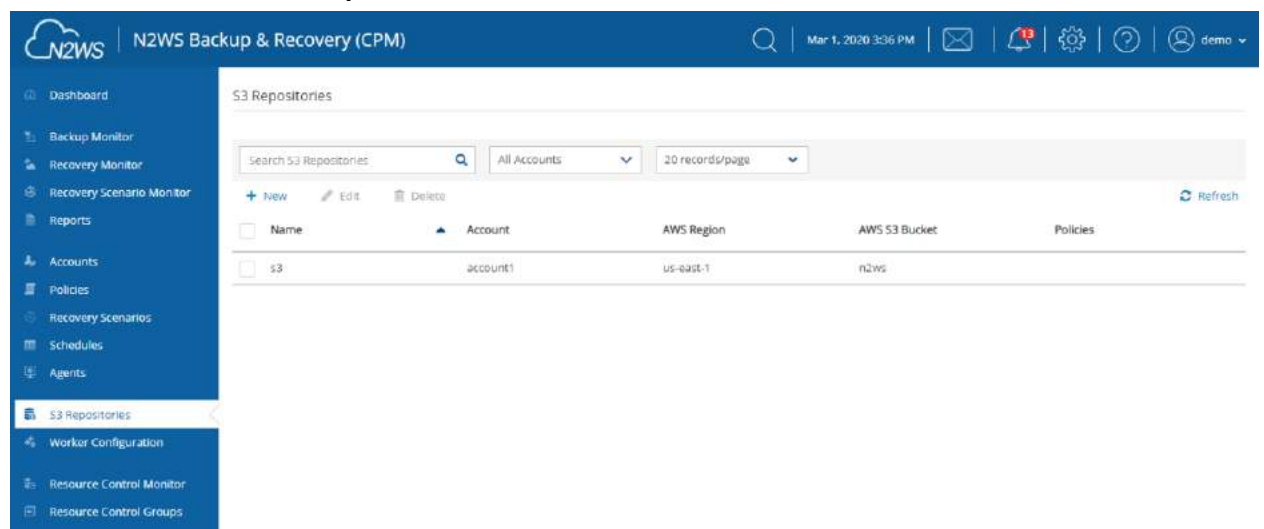 N2WS N2WS Backup & Recovery (CPM) Mar 1, 2020 3:36 PM 13 demo
Dashboard
S3 Repositories
Backup Monitor
Recovery Monitor
Search S3 Repositories All Accounts 20 records/page
Recovery Scenario Monitor
+ New Edit Delete Refresh
Reports
Name Account AWS Region AWS S3 Bucket Policies
Accounts
s3 account1 us-east-1 n2ws
Policies
Recovery Scenarios
Schedules
Agents
S3 Repositories
Worker Configuration
Resource Control Monitor
Resource Control Groups